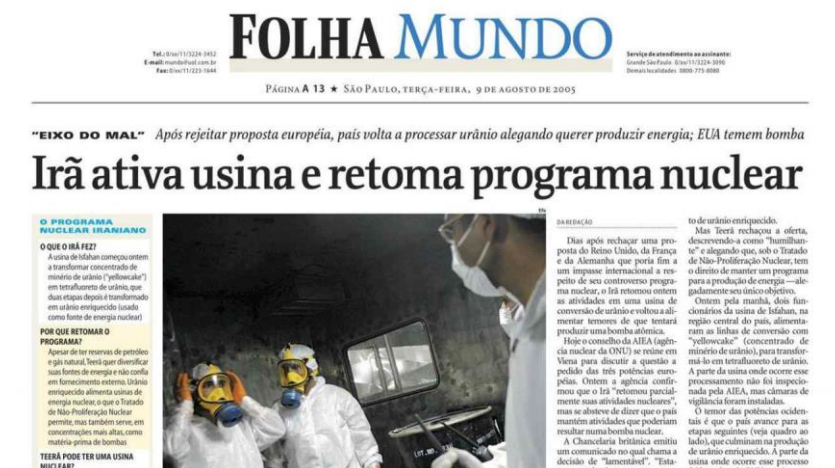 FOLHA MUNDO
Tel.: 0/xx/11/3224-3452
E-mail: mundo@uol.com.br
Fax: 0/xx/11/223-1644
Serviço de atendimento ao assinante:
Grande São Paulo 0/xx/11/3224-3090
Demais localidades 0800-775-8080
PÁGINA A 13 ★ SÃO PAULO, TERÇA-FEIRA, 9 DE AGOSTO DE 2005
"EIXO DO MAL" Após rejeitar proposta européia, país volta a processar urânio alegando querer produzir energia; EUA temem bomba
Irã ativa usina e retoma programa nuclear
O PROGRAMA
NUCLEAR IRANIANO
O QUE O IRÃ FEZ?
A usina de Isfahan começou ontem
a transformar concentrado de
minério de urânio ("yellowcake")
em tetrafluoreto de urânio, que
duas etapas depois é transformado
em urânio enriquecido (usado
como fonte de energia nuclear)
POR QUE RETOMAR O
PROGRAMA?
Apesar de ter reservas de petróleo
e gás natural, Teerã quer diversificar
suas fontes de energia e não confia
em fornecimento externo. Urânio
enriquecido alimenta usinas de
energia nuclear, o que o Tratado
de Não-Proliferação Nuclear
permite, mas também serve, em
concentrações mais altas, como
matéria-prima de bombas
TEERÃ PODE TER UMA USINA
NUCLEAR?
LOT
DA REDAÇÃO
Dias após rechaçar uma pro-
posta do Reino Unido, da França
e da Alemanha que poria fim a
um impasse internacional a res-
peito de seu controverso progra-
ma nuclear, o Irã retomou ontem
as atividades em uma usina de
conversão de urânio e voltou a ali-
mentar temores de que tentará
produzir uma bomba atômica.
Hoje o conselho da AIEA (agên-
cia nuclear da ONU) se reúne em
Viena para discutir a questão a
pedido das três potências euro-
péias. Ontem a agência confir-
mou que o Irã "retomou parcial-
mente suas atividades nucleares",
mas se absteve de dizer que o país
mantém atividades que poderiam
resultar numa bomba nuclear.
A Chancelaria britânica emitiu
um comunicado no qual chama a
decisão de "lamentável". "Esta-
to de urânio enriquecido.
Mas Teerã rechaçou a oferta,
descrevendo-a como "humilhan-
te" e alegando que, sob o Tratado
de Não-Proliferação Nuclear, tem
o direito de manter um programa
para a produção de energia —ale-
gadamente seu único objetivo.
Ontem pela manhã, dois fun-
cionários da usina de Isfahan, na
região central do país, alimenta-
ram as linhas de conversão com
"yellowcake" (concentrado de
minério de urânio), para transfor-
má-lo em tetrafluoreto de urânio.
A parte da usina onde ocorre esse
processamento não foi inspecio-
nada pela AIEA, mas câmaras de
vigilância foram instaladas.
O temor das potências ociden-
tais é que o país avance para as
etapas seguintes (veja quadro ao
lado), que culminam na produção
de urânio enriquecido. A parte da
usina onde ocorre esse processo